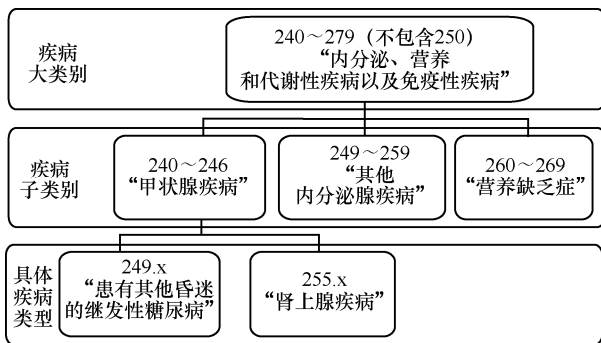 疾病
大类别
240～279（不包含250）
“内分泌、营养
和代谢性疾病以及免疫性疾病”
疾病
子类别
240～246
“甲状腺疾病”
249～259
“其他
内分泌腺疾病”
260～269
“营养缺乏症”
具体
疾病
类型
249.x
“患有其他昏迷
的继发性糖尿病”
255.x
“肾上腺疾病”